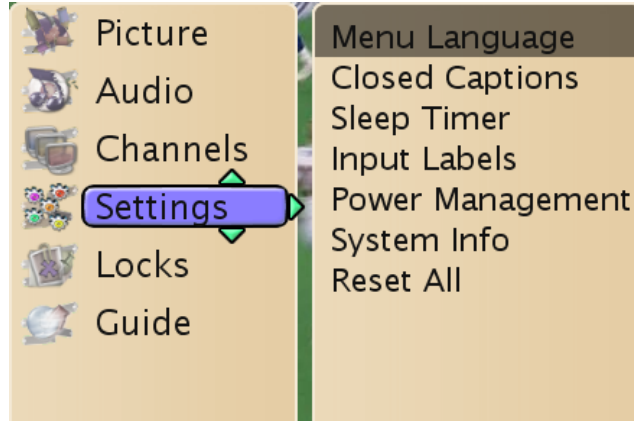 Picture
Audio
Channels
Settings
Locks
Guide
Menu Language
Closed Captions
Sleep Timer
Input Labels
Power Management
System Info
Reset All